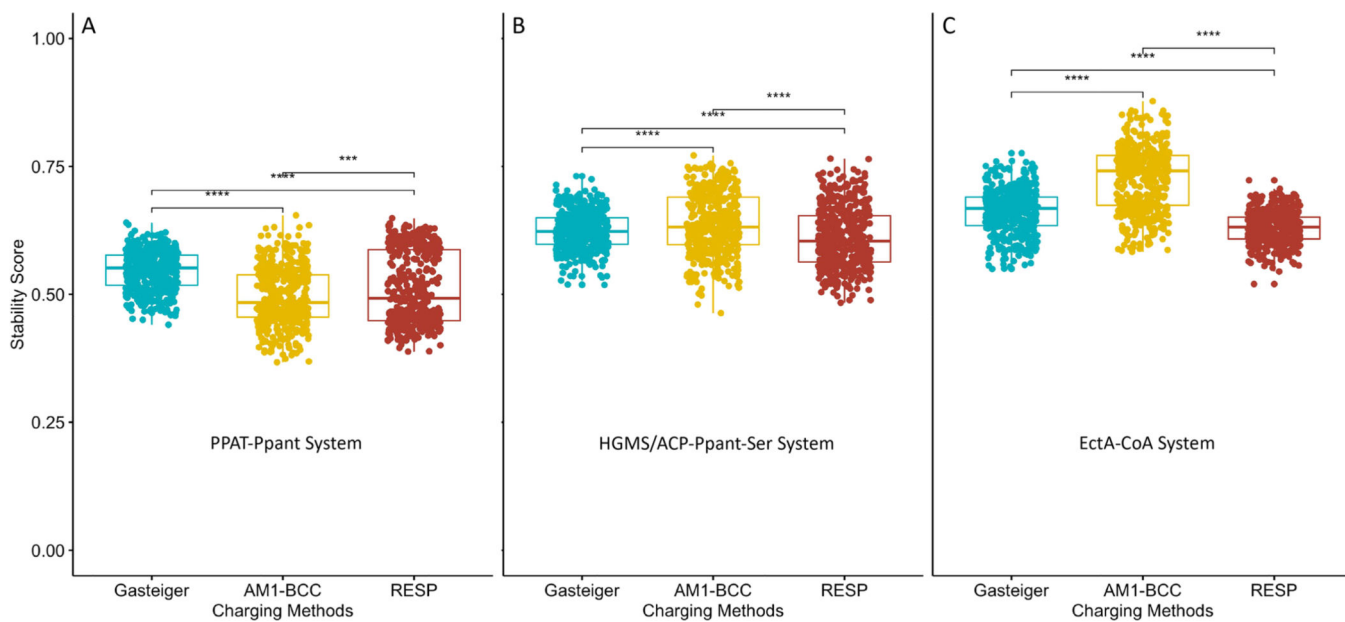 A
B
C
1.00
0.75
0.50
0.25
0.00
Stability Score
****
****
***
****
****
****
****
****
****
PPAT-Ppant System
HGMS/ACP-Ppant-Ser System
EctA-CoA System
Gasteiger AM1-BCC RESP
Charging Methods
Gasteiger AM1-BCC RESP
Charging Methods
Gasteiger AM1-BCC RESP
Charging Methods